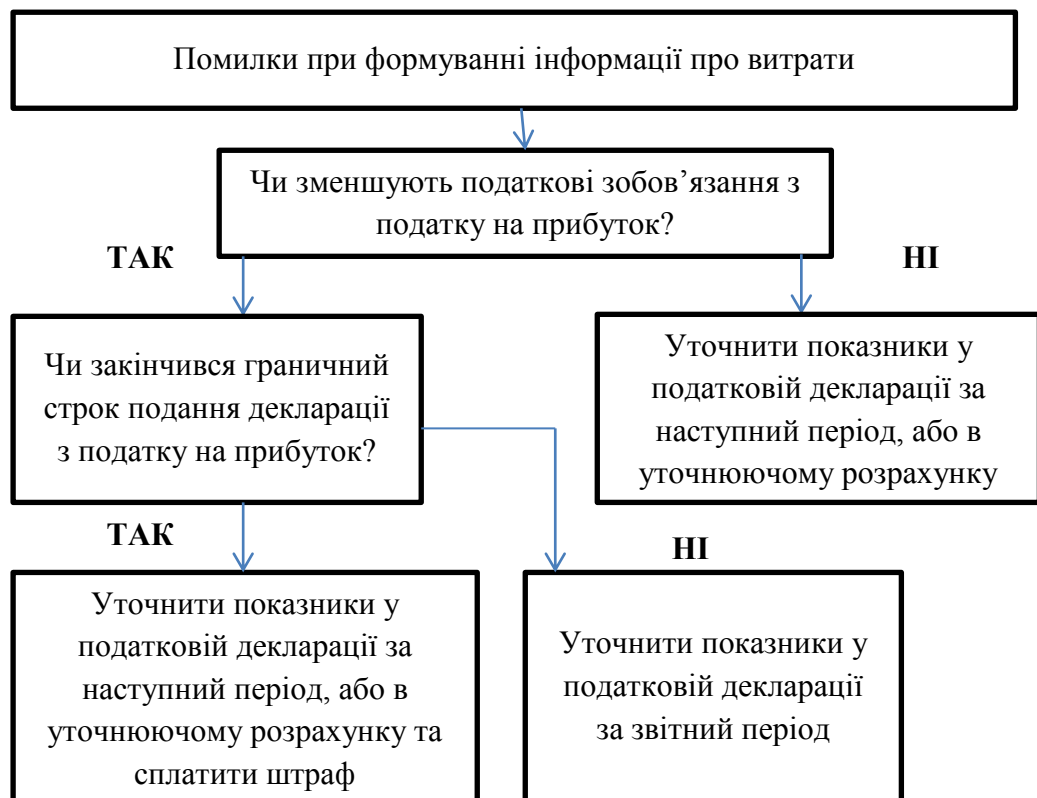 Помилки при формуванні інформації про витрати
Чи зменшують податкові зобов’язання з
податку на прибуток?
ТАК
НІ
Чи закінчився граничний
строк подання декларації
з податку на прибуток?
Уточнити показники у
податковій декларації за
наступний період, або в
уточнюючому розрахунку
ТАК
НІ
Уточнити показники у
податковій декларації за
наступний період, або в
уточнюючому розрахунку та
сплатити штраф
Уточнити показники у
податковій декларації
за звітний період